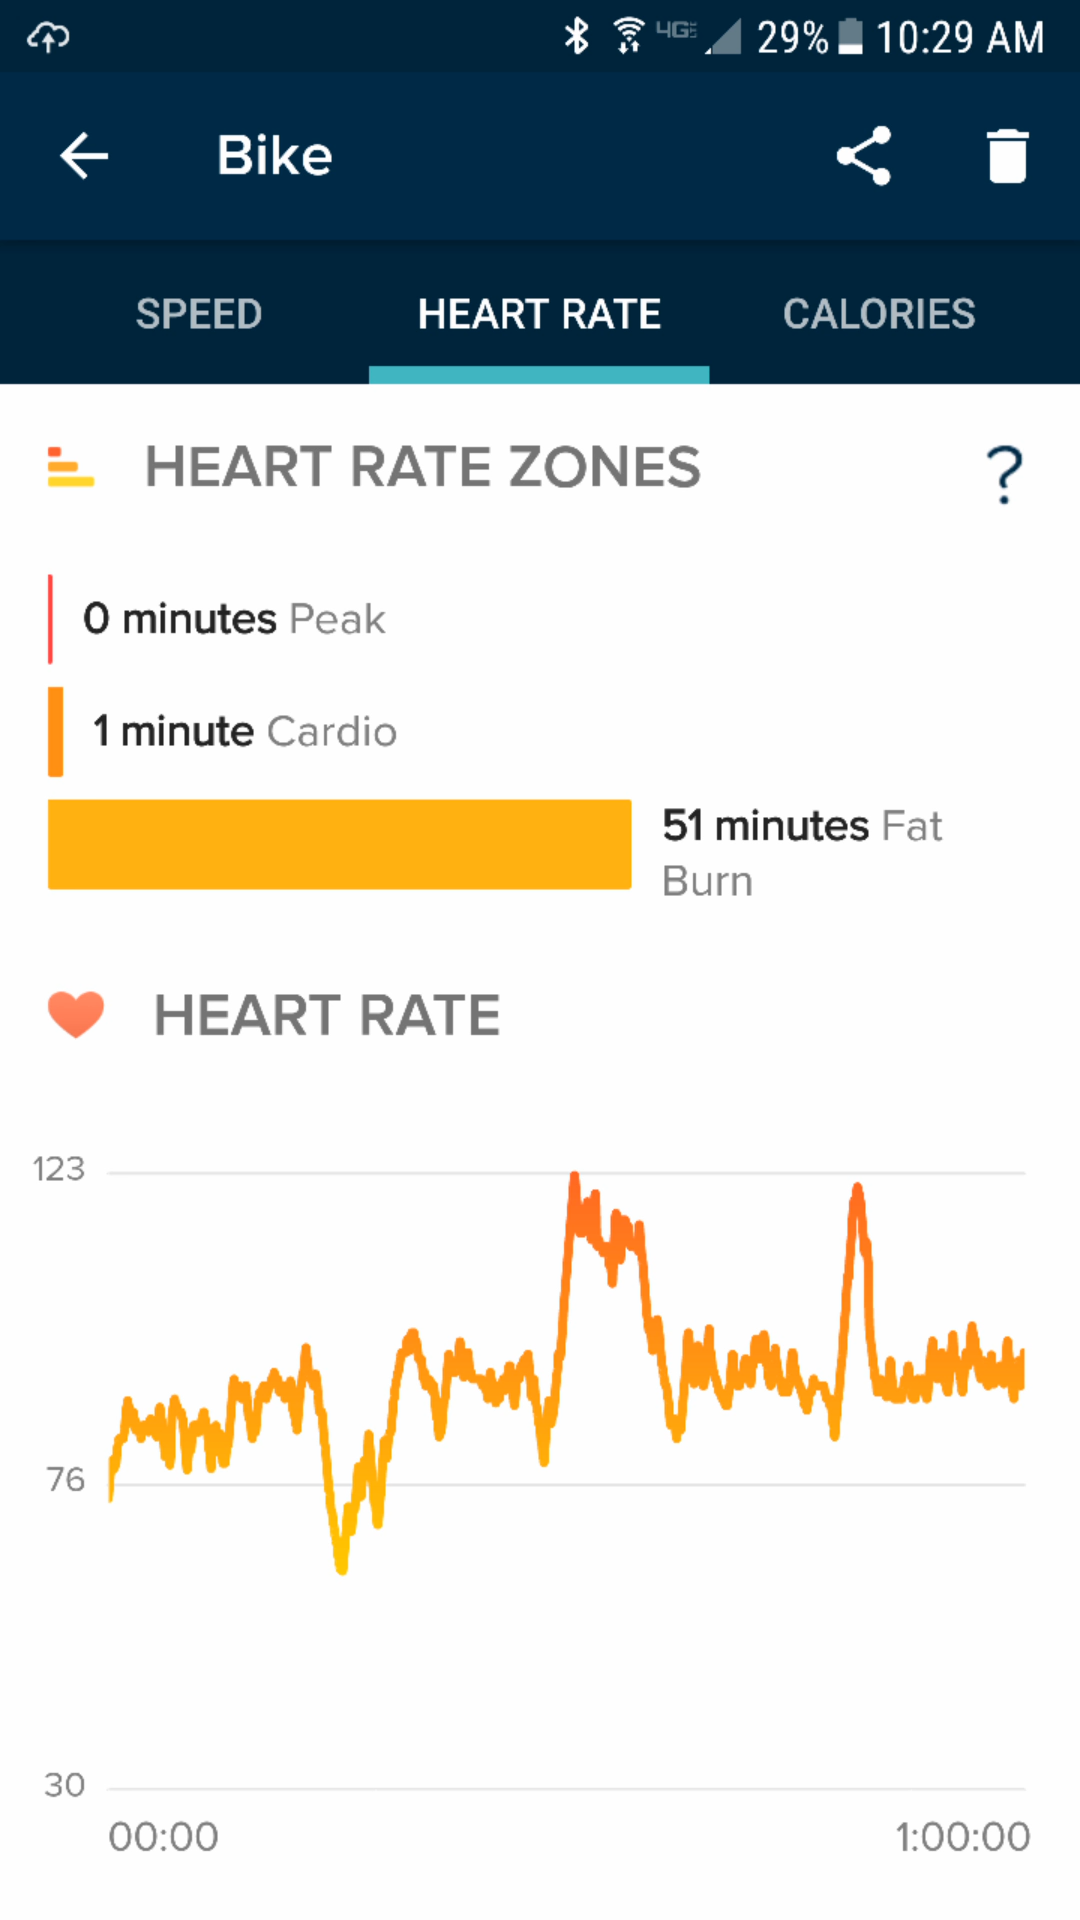 4G 29% 10:29 AM
Bike
SPEED HEART RATE CALORIES
HEART RATE ZONES ?
0 minutes Peak
1 minute Cardio
51 minutes Fat
Burn
HEART RATE
123
76
30
00:00 1:00:00